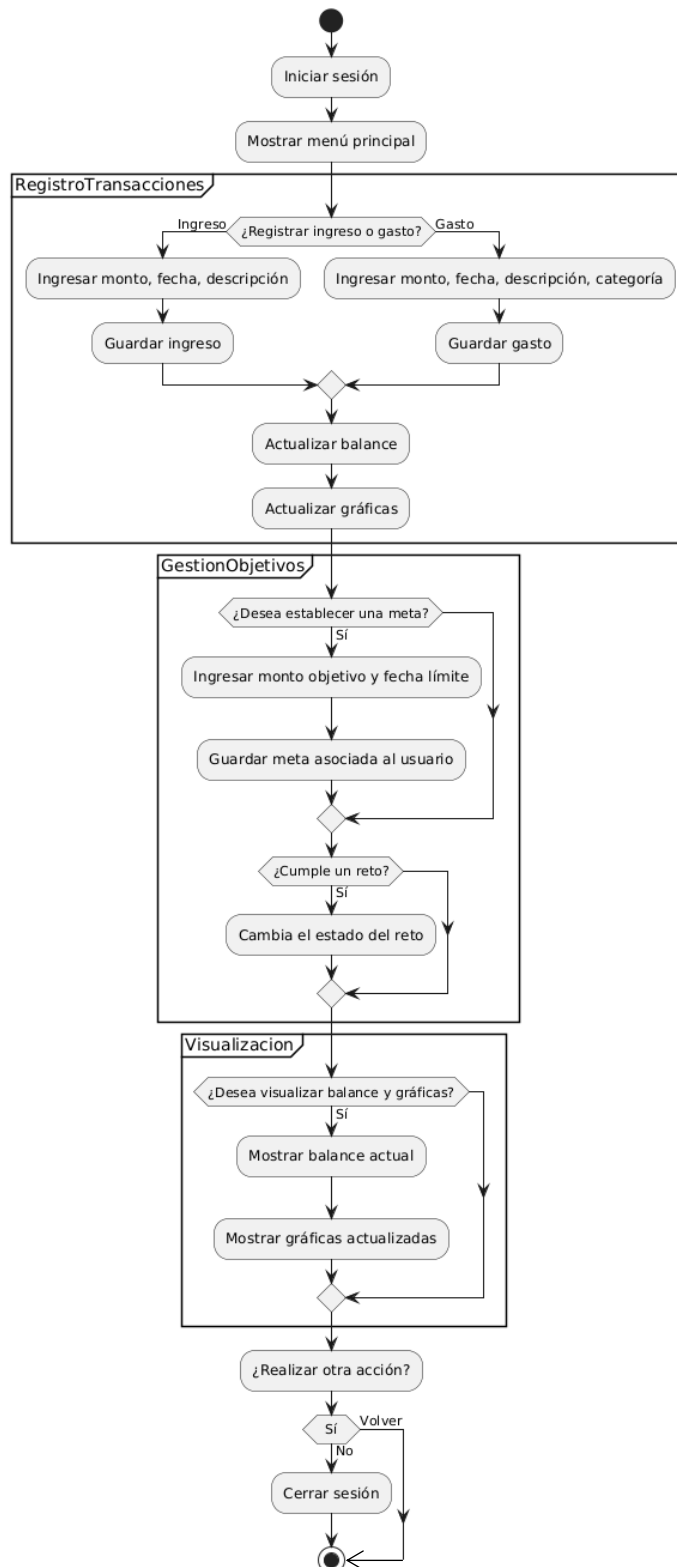 Iniciar sesión
Mostrar menú principal
RegistroTransacciones
Ingreso
¿Registrar ingreso o gasto?
Gasto
Ingresar monto, fecha, descripción
Ingresar monto, fecha, descripción, categoría
Guardar ingreso
Guardar gasto
Actualizar balance
Actualizar gráficas
GestionObjetivos
¿Desea establecer una meta?
Sí
Ingresar monto objetivo y fecha límite
Guardar meta asociada al usuario
¿Cumple un reto?
Sí
Cambia el estado del reto
Visualizacion
¿Desea visualizar balance y gráficas?
Sí
Mostrar balance actual
Mostrar gráficas actualizadas
¿Realizar otra acción?
Sí
Volver
No
Cerrar sesión